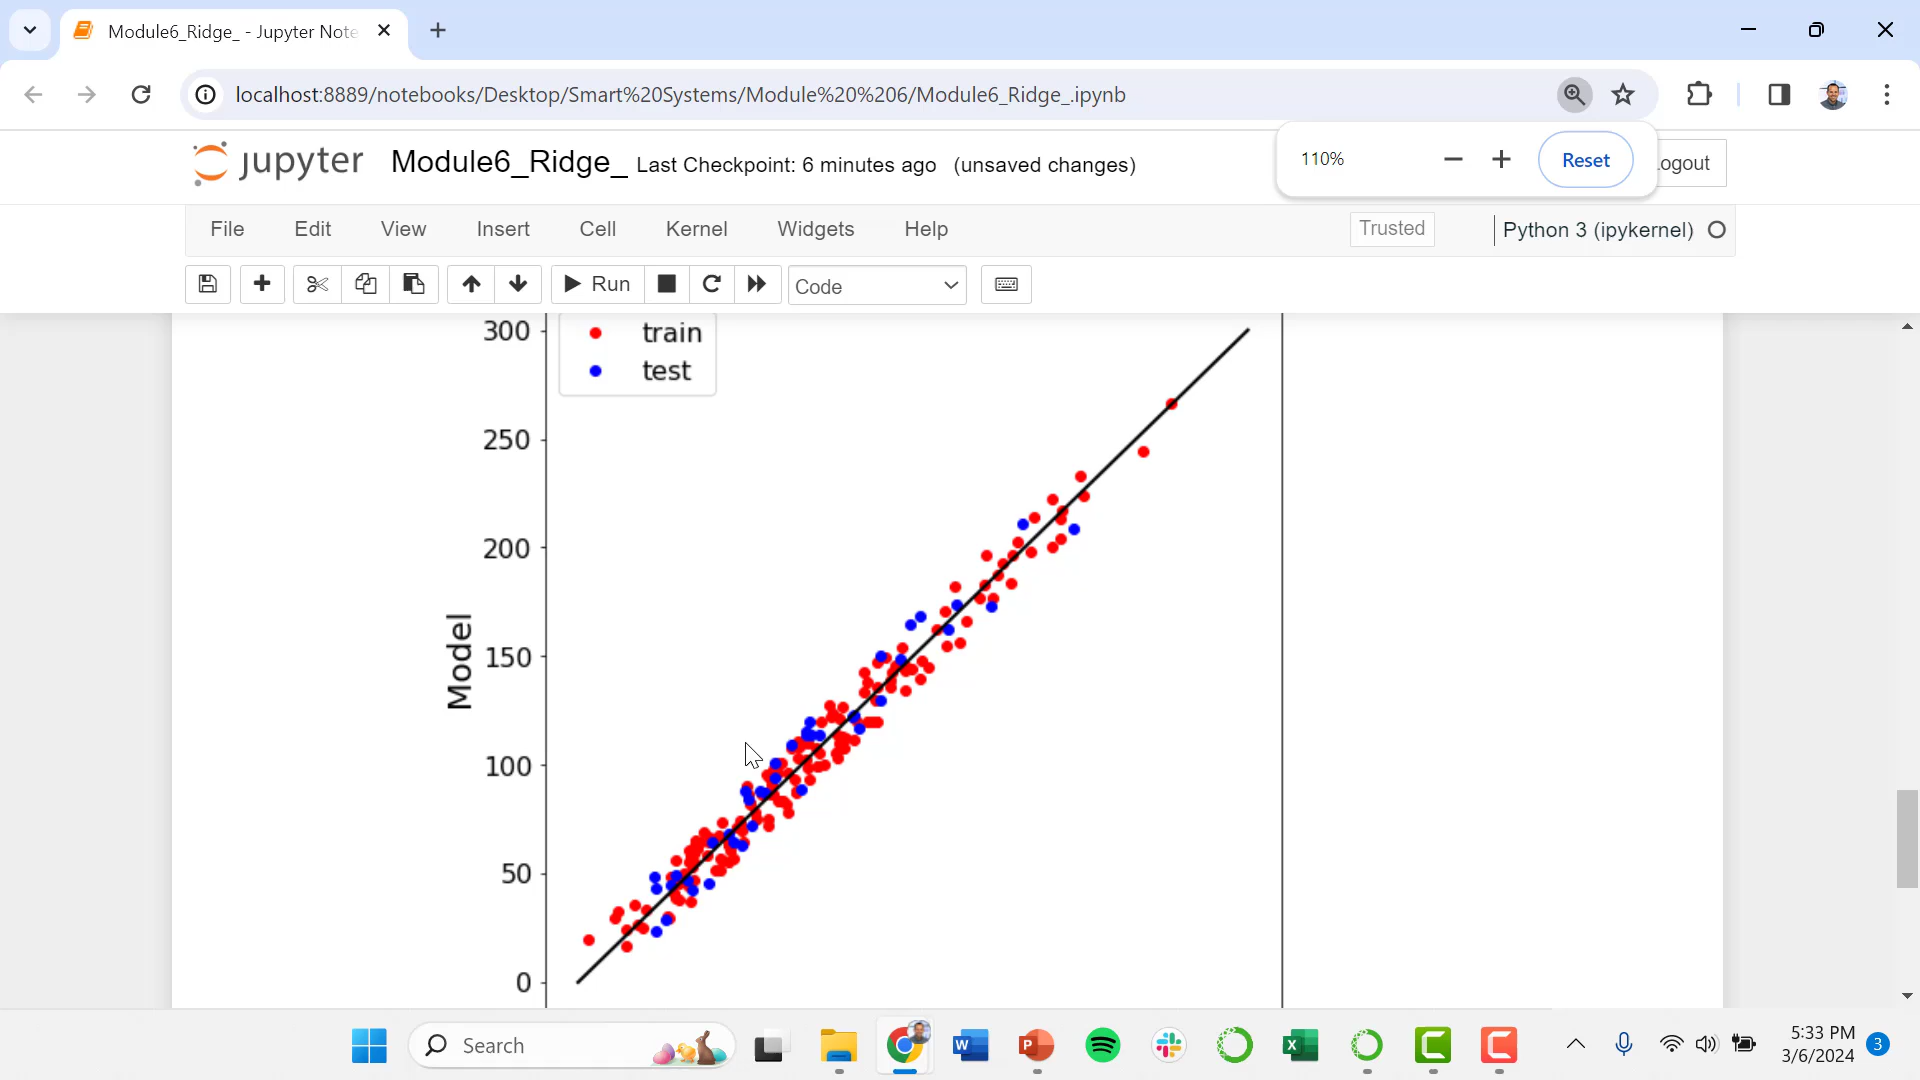 Module6_Ridge_ - Jupyter Note
localhost:8889/notebooks/Desktop/Smart%20Systems/Module%20%206/Module6_Ridge_.ipynb
110%
Reset
jupyter Module6_Ridge_ Last Checkpoint: 6 minutes ago (unsaved changes)
ogout
File Edit View Insert Cell Kernel Widgets Help
Trusted
Python 3 (ipykernel)
Run
Code
train
test
300
250
200
150
100
50
0
Model
Search
W
P
X
5:33 PM
3/6/2024
3